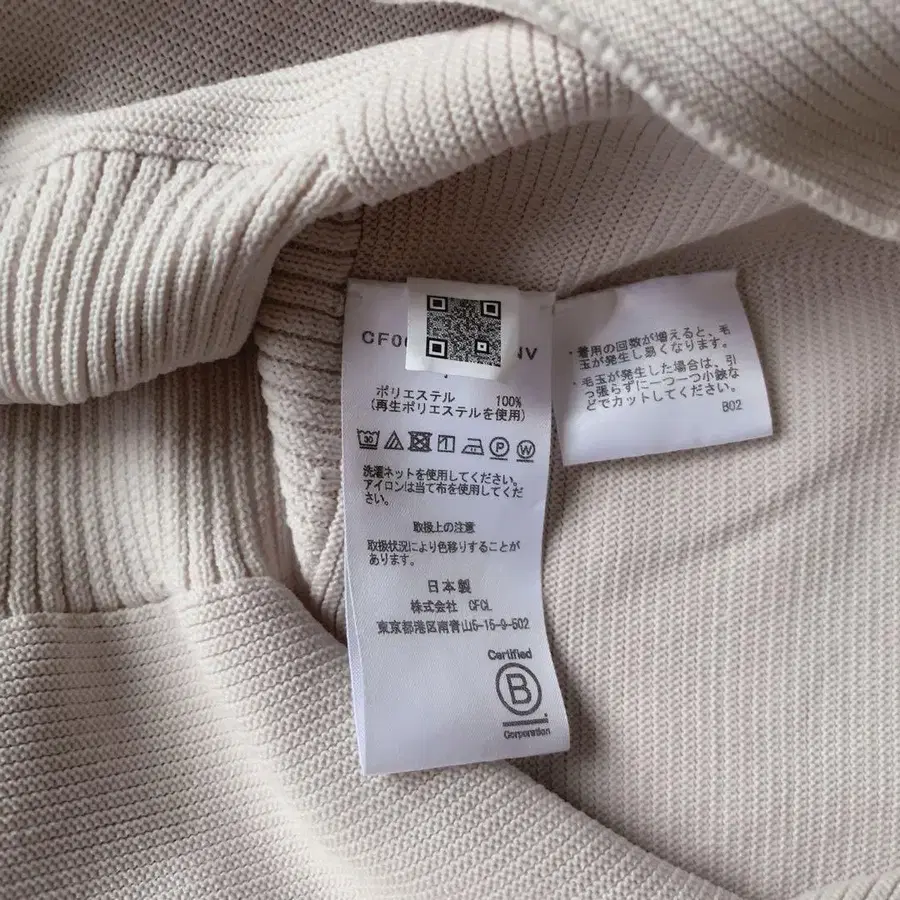 CF00
NV
ポリエステル 100%
(再生ポリエステルを使用)
30
P W
洗濯ネットを使用してください。
アイロンは当て布を使用してくだ
さい。
取扱上の注意
取扱状況により色移りすることが
あります。
日本製
株式会社 CFCL
東京都港区南青山5-15-9-502
Certified
B
Corporation
・着用の回数が増えると、毛
玉が発生し易くなります。
・毛玉が発生した場合は、引
っ張らずに一つ一つ小鋏な
どでカットしてください。
B02